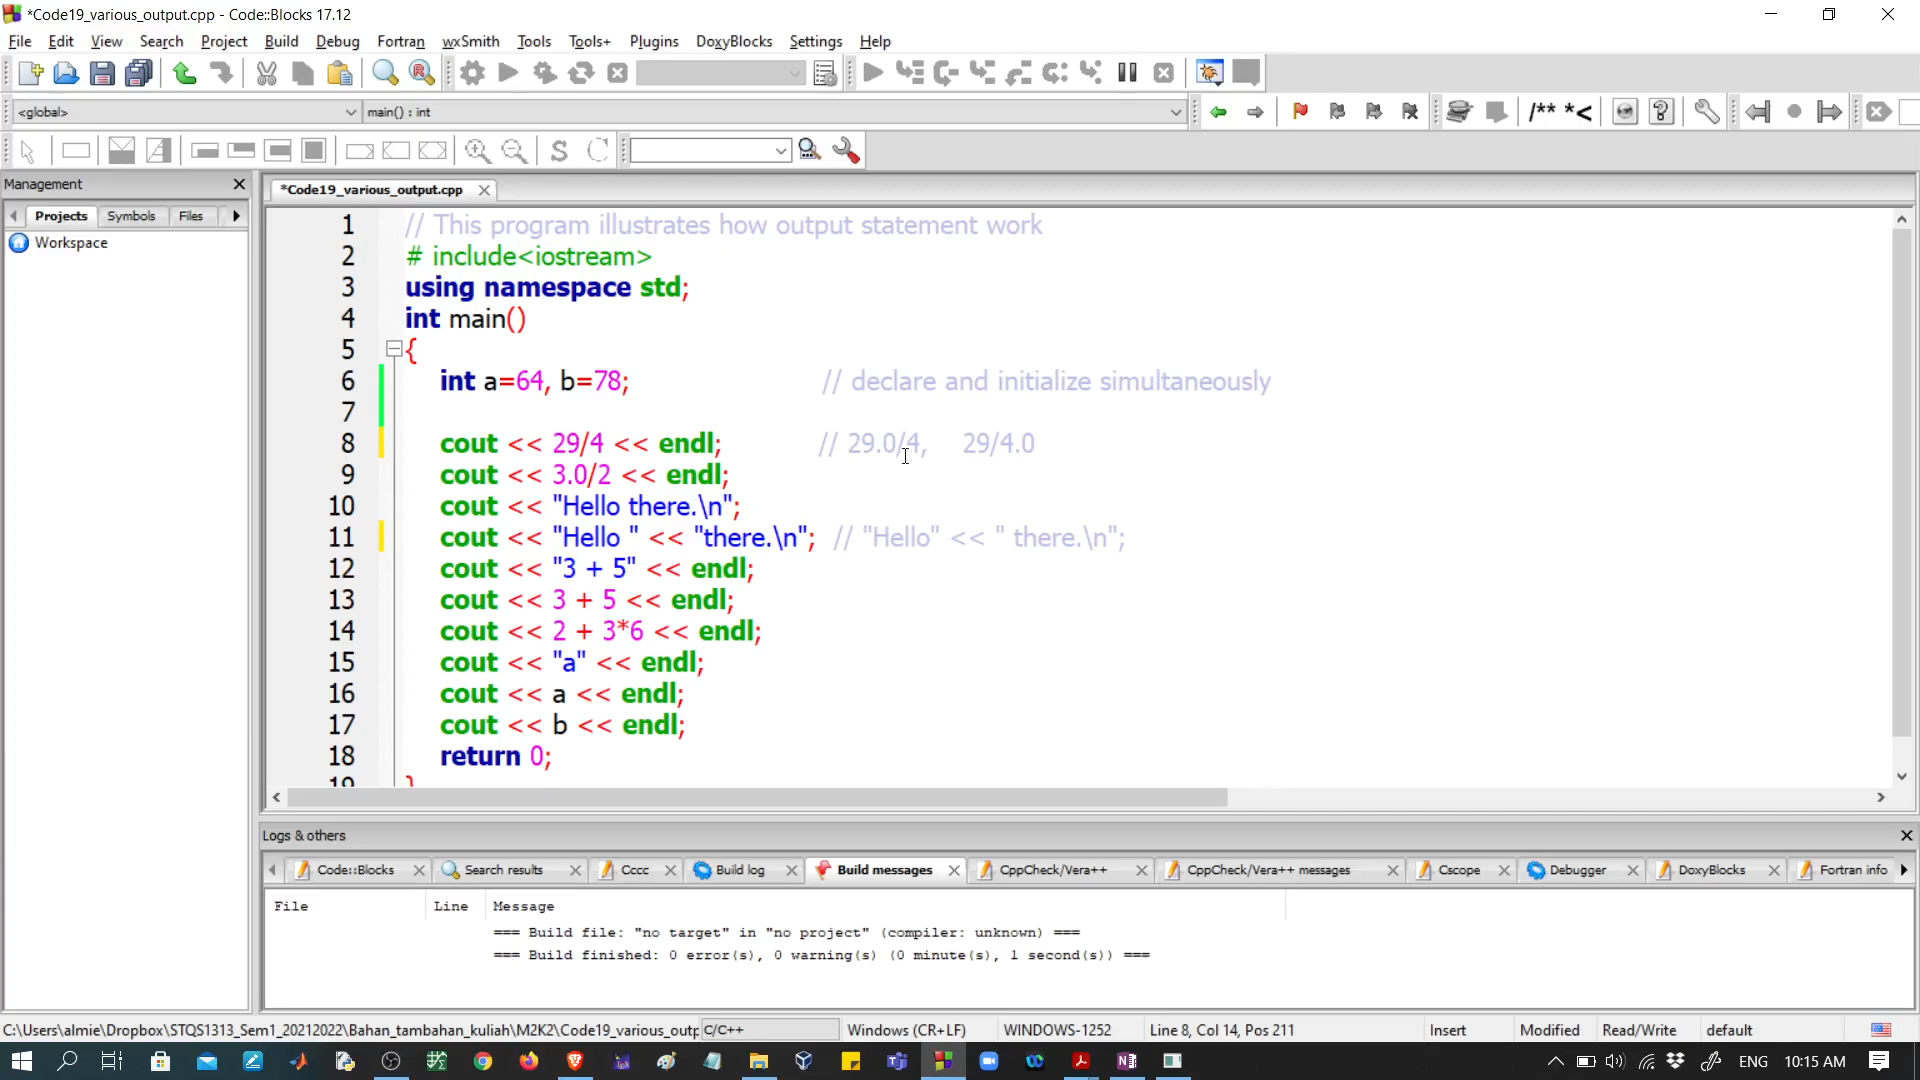 *Code19_various_output.cpp - Code::Blocks 17.12
File Edit View Search Project Build Debug Fortran wxSmith Tools Tools+ Plugins DoxyBlocks Settings Help
<global> main() : int /** *<
Management
*Code19_various_output.cpp
Projects Symbols Files
Workspace
1 // This program illustrates how output statement work
2 # include<iostream>
3 using namespace std;
4 int main()
5 {
6 int a=64, b=78; // declare and initialize simultaneously
7
8 cout << 29/4 << endl; // 29.0/4, 29/4.0
9 cout << 3.0/2 << endl;
10 cout << "Hello there.\n";
11 cout << "Hello " << "there.\n"; // "Hello" << " there.\n";
12 cout << "3 + 5" << endl;
13 cout << 3 + 5 << endl;
14 cout << 2 + 3*6 << endl;
15 cout << "a" << endl;
16 cout << a << endl;
17 cout << b << endl;
18 return 0;
19 }
Logs & others
Code::Blocks Search results Cccc Build log Build messages CppCheck/Vera++ CppCheck/Vera++ messages Cscope Debugger DoxyBlocks Fortran info
File Line Message
=== Build file: "no target" in "no project" (compiler: unknown) ===
=== Build finished: 0 error(s), 0 warning(s) (0 minute(s), 1 second(s)) ===
C:\Users\almie\Dropbox\STQS1313_Sem1_20212022\Bahan_tambahan_kuliah\M2K2\Code19_various_outp C/C++ Windows (CR+LF) WINDOWS-1252 Line 8, Col 14, Pos 211 Insert Modified Read/Write default
ENG 10:15 AM